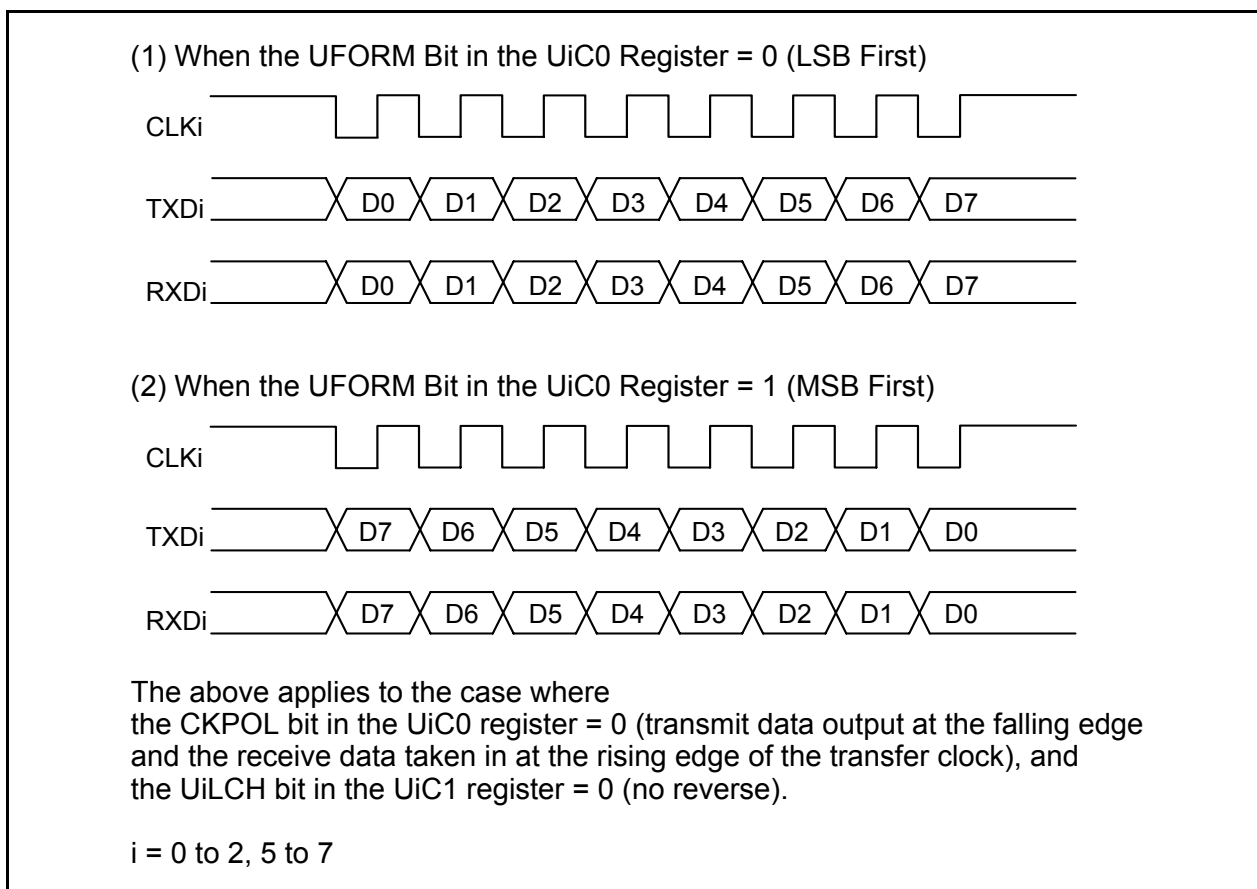 (1) When the UFORM Bit in the UiC0 Register = 0 (LSB First)
CLKi
TXDi D0 D1 D2 D3 D4 D5 D6 D7
RXDi D0 D1 D2 D3 D4 D5 D6 D7
(2) When the UFORM Bit in the UiC0 Register = 1 (MSB First)
CLKi
TXDi D7 D6 D5 D4 D3 D2 D1 D0
RXDi D7 D6 D5 D4 D3 D2 D1 D0
The above applies to the case where
the CKPOL bit in the UiC0 register = 0 (transmit data output at the falling edge
and the receive data taken in at the rising edge of the transfer clock), and
the UiLCH bit in the UiC1 register = 0 (no reverse).
i = 0 to 2, 5 to 7